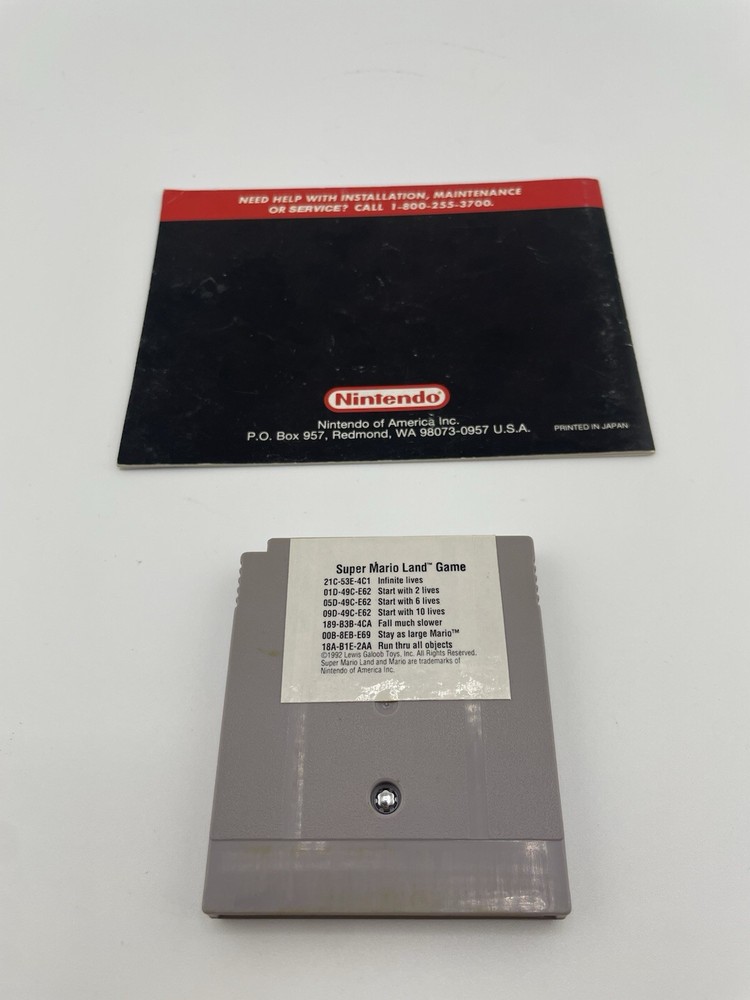 NEED HELP WITH INSTALLATION, MAINTENANCE
OR SERVICE? CALL 1-800-255-3700.
Nintendo
Nintendo of America Inc.
P.O. Box 957, Redmond, WA 98073-0957 U.S.A.
PRINTED IN JAPAN
Super Mario Land™ Game
21C-53E-4C1 Infinite lives
01D-49C-E62 Start with 2 lives
05D-49C-E62 Start with 6 lives
09D-49C-E62 Start with 10 lives
189-B3B-4CA Fall much slower
00B-8EB-E69 Stay as large Mario™
18A-B1E-2AA Run thru all objects
©1992 Lewis Galoob Toys, Inc. All Rights Reserved.
Super Mario Land and Mario are trademarks of
Nintendo of America Inc.